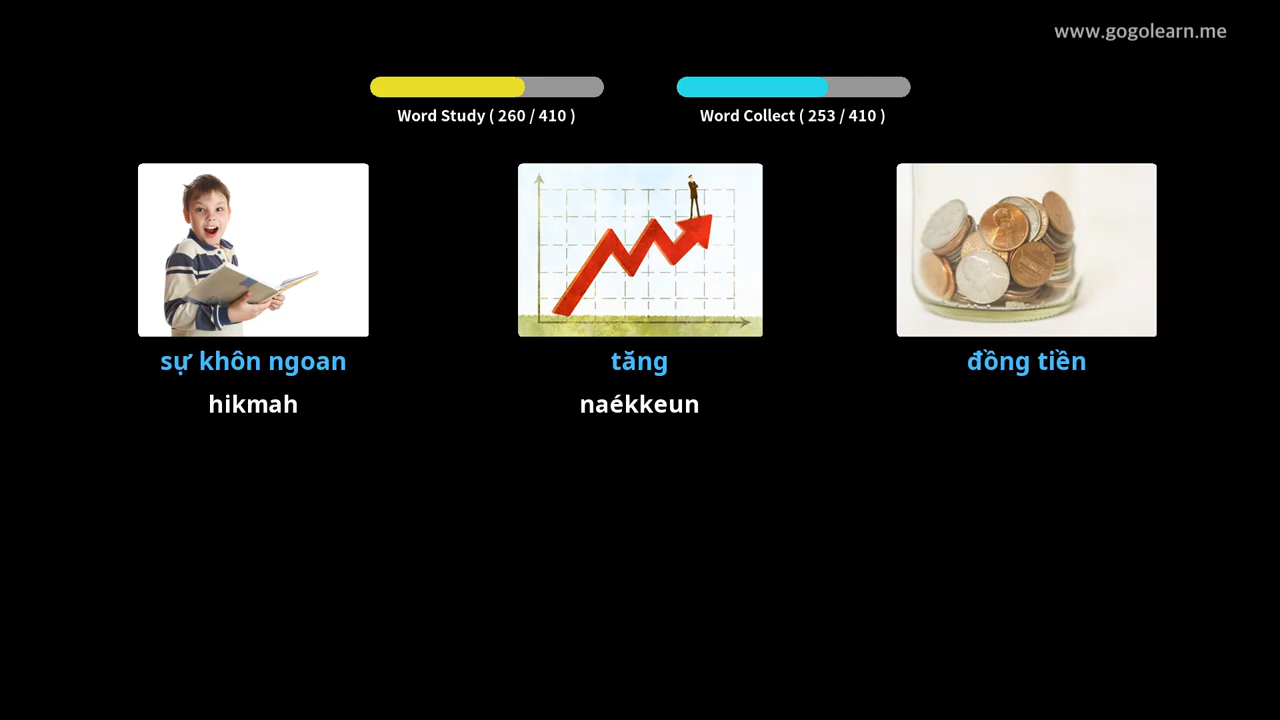 www.gogolearn.me
Word Study ( 260 / 410 )
Word Collect ( 253 / 410 )
sự khôn ngoan
tăng
đồng tiền
hikmah
naékkeun